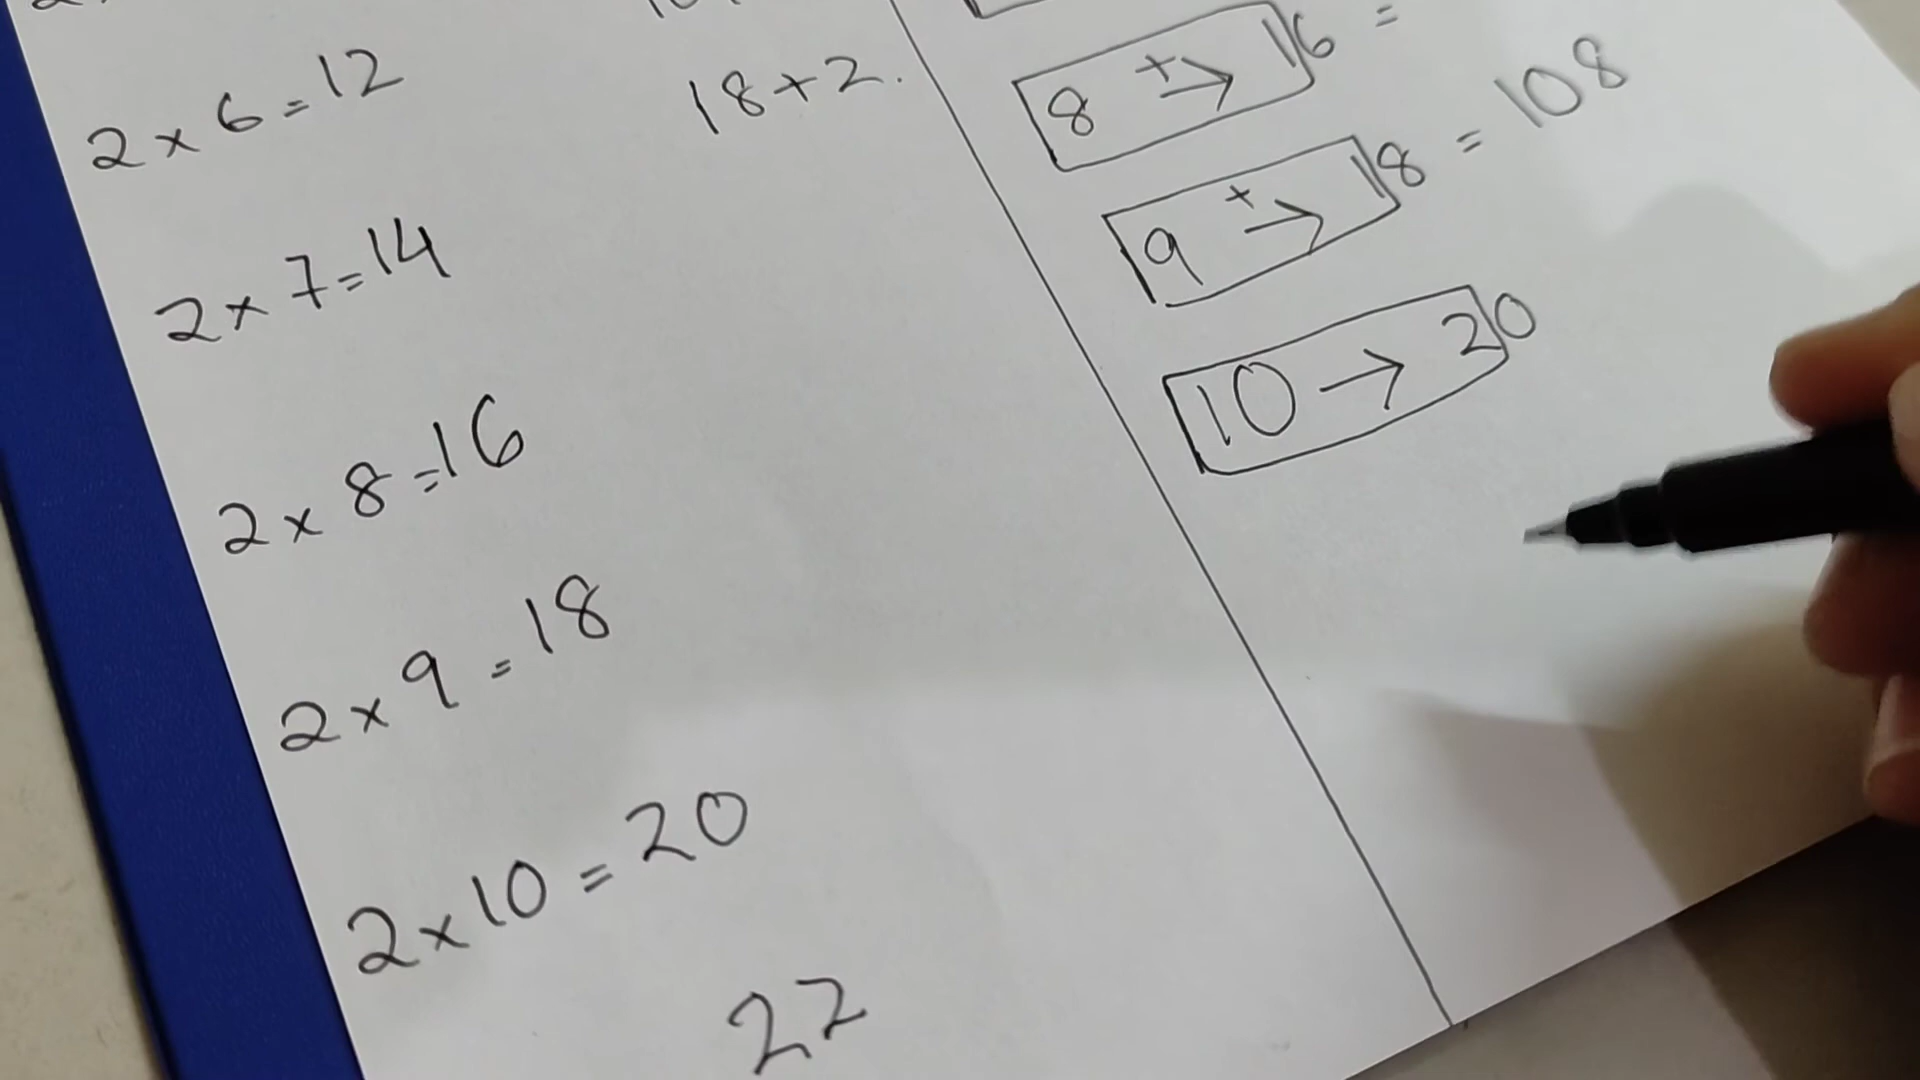 2 × 6 = 12
2 × 7 = 14
2 × 8 = 16
2 × 9 = 18
2 × 10 = 20
22
18 + 2.
8 +→ 16 =
9 +→ 18 = 108
10 → 20